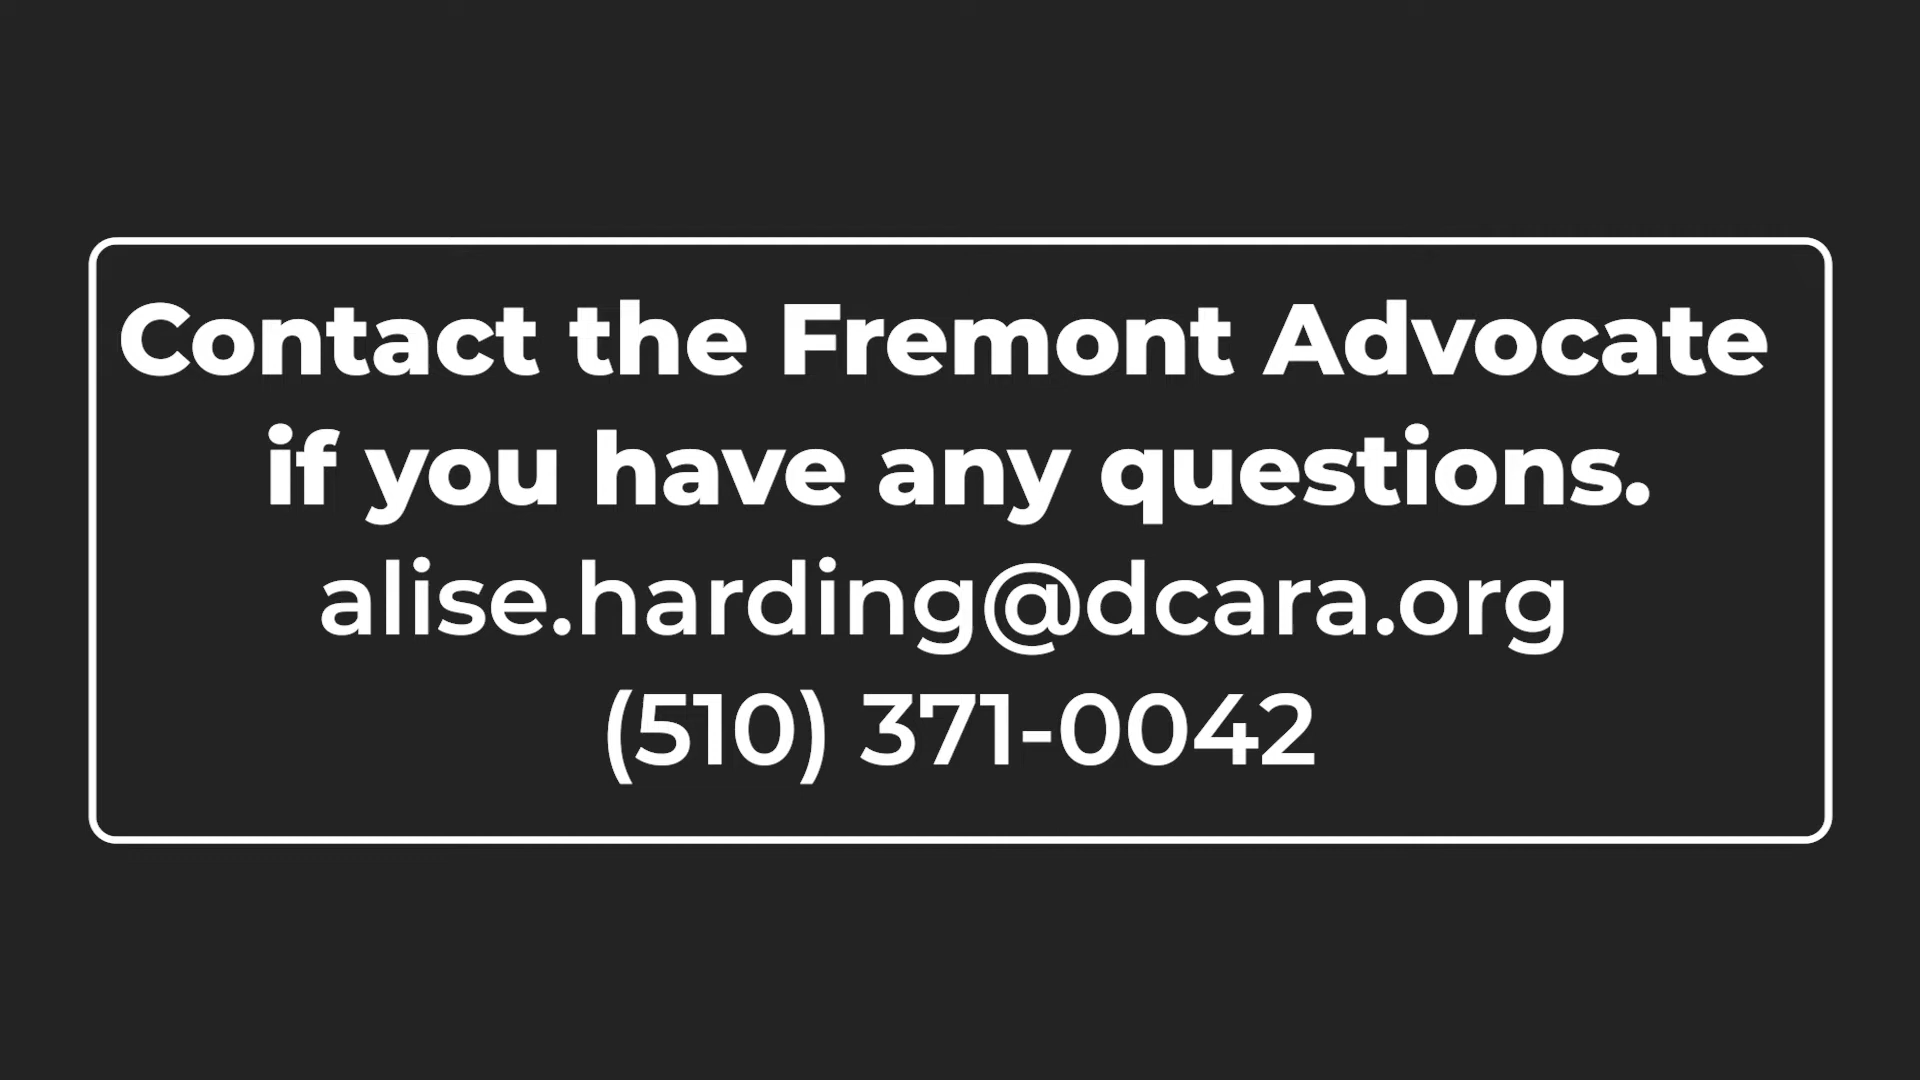 Contact the Fremont Advocate
if you have any questions.
alise.harding@dcara.org
(510) 371-0042